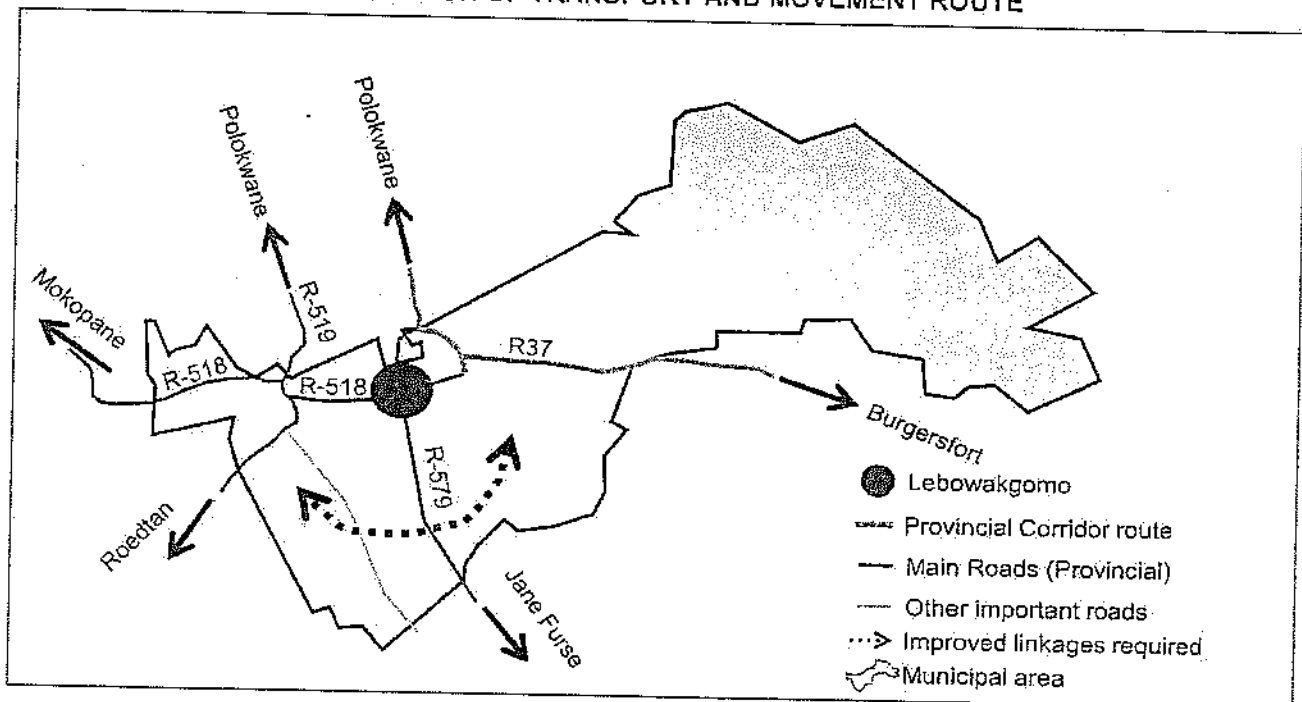 TRANSPORT AND MOVEMENT ROUTE
Polokwane
Polokwane
Mokopane
R-519
R-518
R-518
R37
Burgersfort
R-579
Roedtan
Jane Furse
Lebowakgomo
Provincial Corridor route
Main Roads (Provincial)
Other important roads
Improved linkages required
Municipal area